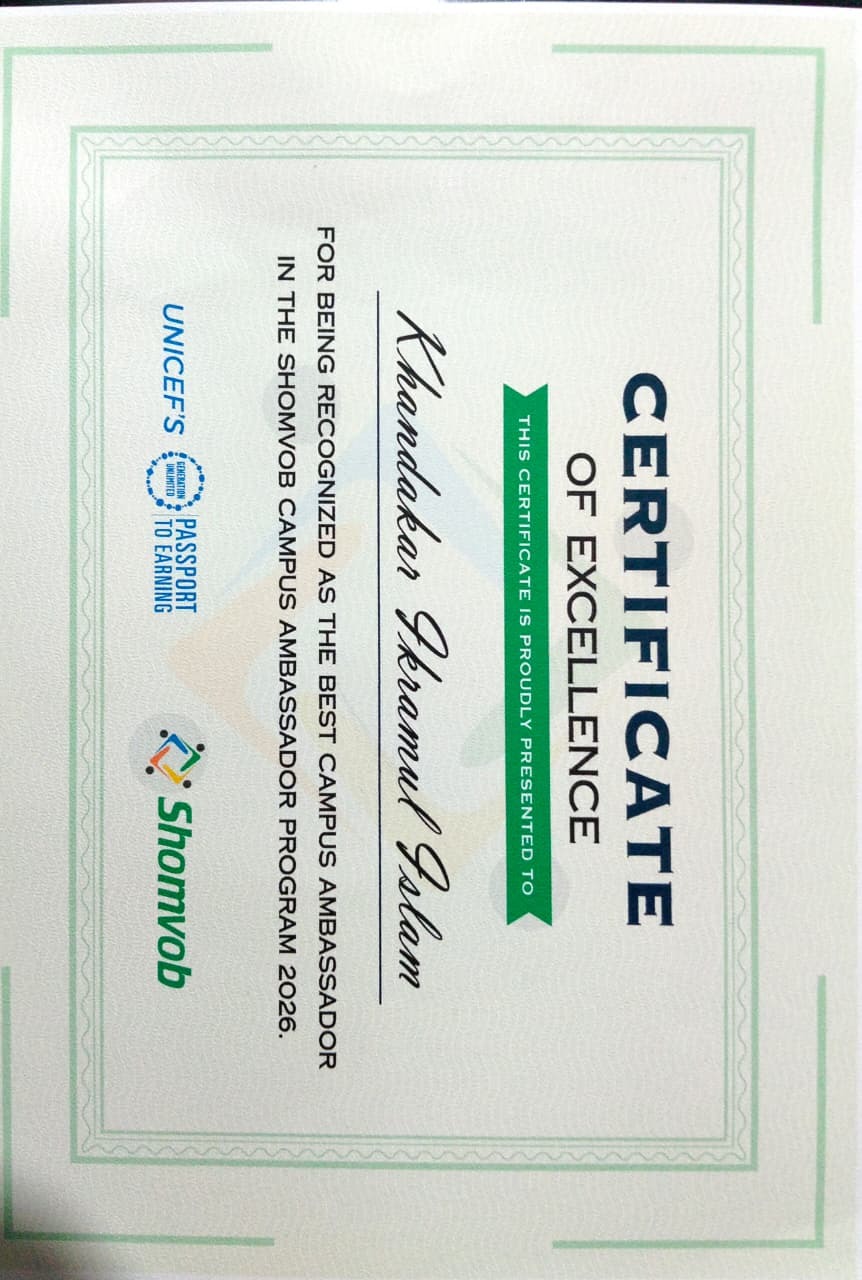 CERTIFICATE
OF EXCELLENCE
THIS CERTIFICATE IS PROUDLY PRESENTED TO
Khandakar Ikramul Islam
FOR BEING RECOGNIZED AS THE BEST CAMPUS AMBASSADOR
IN THE SHOMVOB CAMPUS AMBASSADOR PROGRAM 2026.
UNICEF'S
GENERATION
UNLIMITED
PASSPORT
TO EARNING
Shomvob